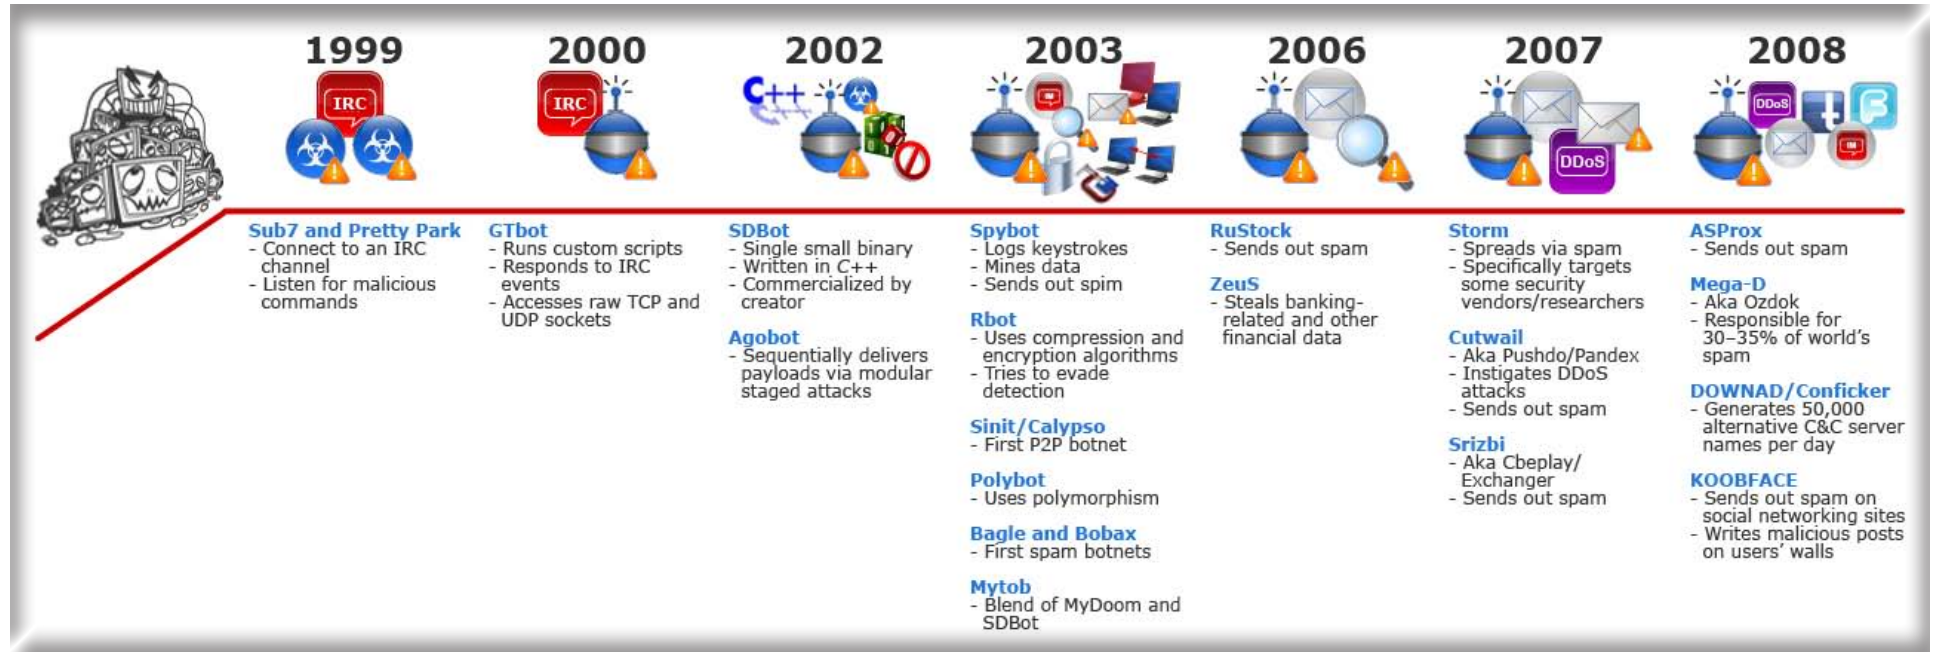 1999
2000
2002
2003
2006
2007
2008
IRC
IRC
C++
IM
DDoS
DDoS
IM
Sub7 and Pretty Park
- Connect to an IRC
channel
- Listen for malicious
commands
GTbot
- Runs custom scripts
- Responds to IRC
events
- Accesses raw TCP and
UDP sockets
SDBot
- Single small binary
- Written in C++
- Commercialized by
creator
Agobot
- Sequentially delivers
payloads via modular
staged attacks
Spybot
- Logs keystrokes
- Mines data
- Sends out spim
Rbot
- Uses compression and
encryption algorithms
- Tries to evade
detection
Sinit/Calypso
- First P2P botnet
Polybot
- Uses polymorphism
Bagle and Bobax
- First spam botnets
Mytob
- Blend of MyDoom and
SDBot
RuStock
- Sends out spam
ZeuS
- Steals banking-
related and other
financial data
Storm
- Spreads via spam
- Specifically targets
some security
vendors/researchers
Cutwail
- Aka Pushdo/Pandex
- Instigates DDoS
attacks
- Sends out spam
Srizbi
- Aka Cbeplay/
Exchanger
- Sends out spam
ASProx
- Sends out spam
Mega-D
- Aka Ozdok
- Responsible for
30–35% of world's
spam
DOWNAD/Conficker
- Generates 50,000
alternative C&C server
names per day
KOOBFACE
- Sends out spam on
social networking sites
- Writes malicious posts
on users' walls